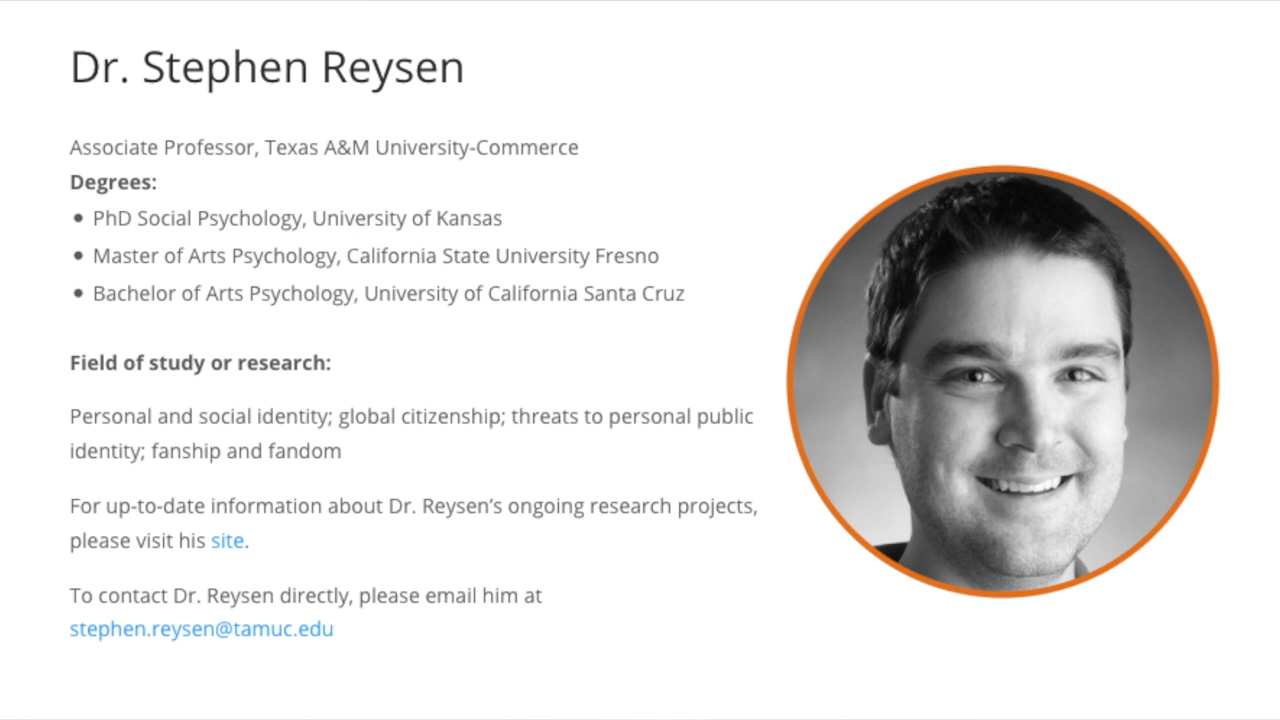 Dr. Stephen Reysen
Associate Professor, Texas A&M University-Commerce
Degrees:
• PhD Social Psychology, University of Kansas
• Master of Arts Psychology, California State University Fresno
• Bachelor of Arts Psychology, University of California Santa Cruz
Field of study or research:
Personal and social identity; global citizenship; threats to personal public
identity; fanship and fandom
For up-to-date information about Dr. Reysen’s ongoing research projects,
please visit his site.
To contact Dr. Reysen directly, please email him at
stephen.reysen@tamuc.edu